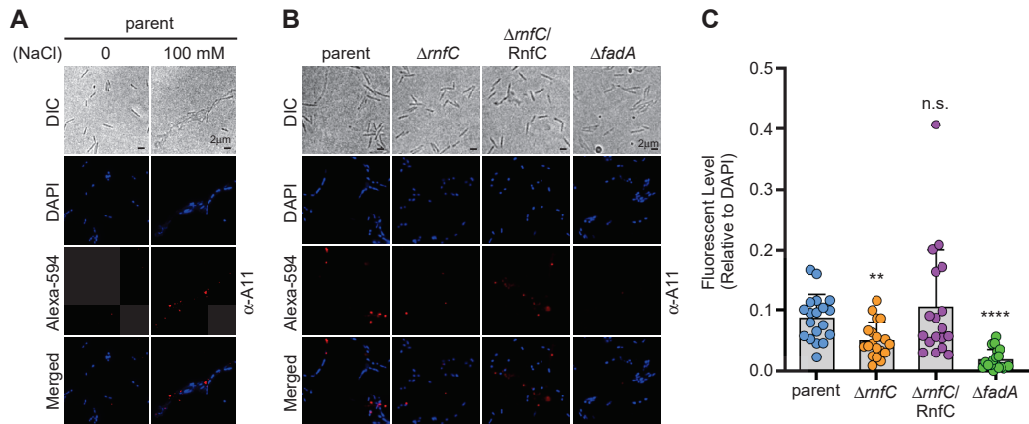 A
parent
(NaCl) 0 100 mM
DIC
2μm
DAPI
Alexa-594
Merged
α-A11
B
parent ΔrnfC ΔrnfC/ RnfC ΔfadA
DIC
2μm
DAPI
Alexa-594
Merged
α-A11
C
Fluorescent Level
(Relative to DAPI)
0.5
0.4
0.3
0.2
0.1
0.0
**
n.s.
****
parent ΔrnfC ΔrnfC/ RnfC ΔfadA